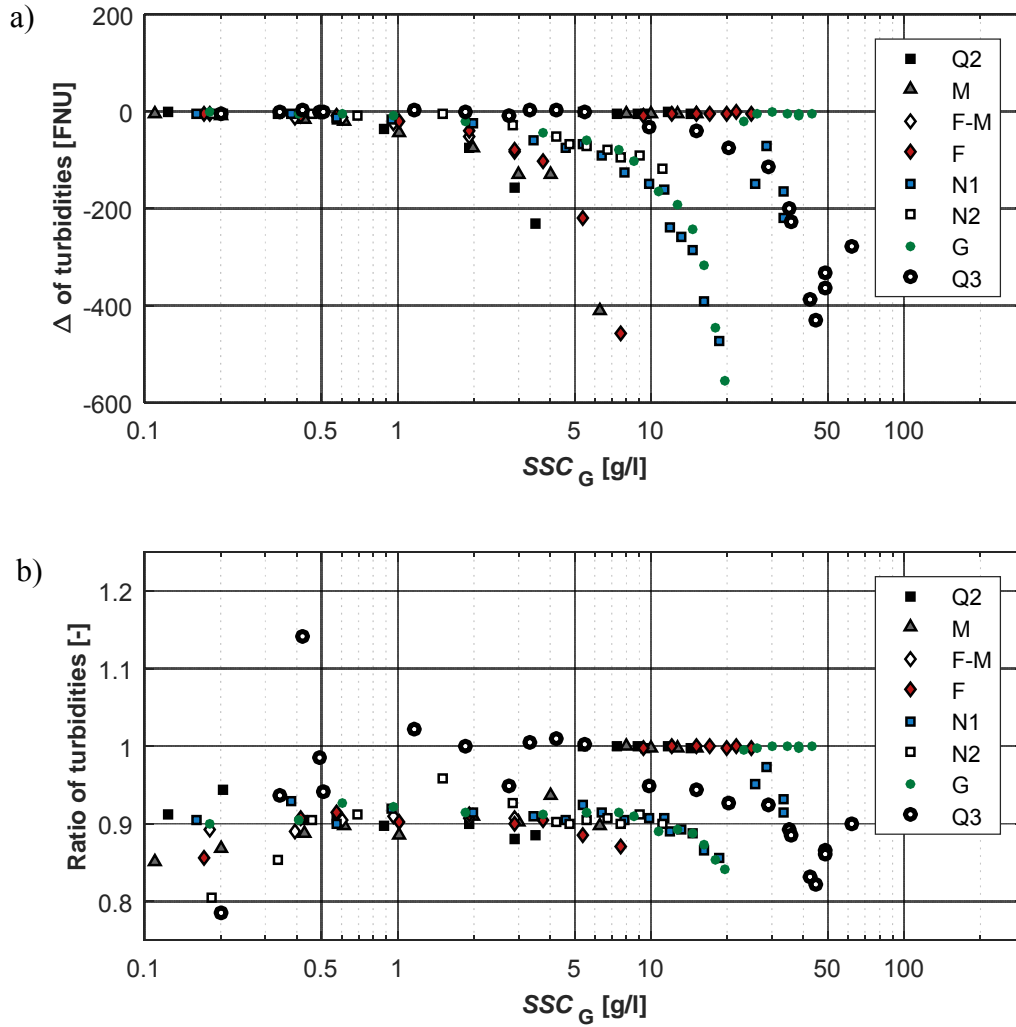 a)
200
0
-200
-400
-600
Δ of turbidities [FNU]
0.1 0.5 1 5 10 50 100
SSC G [g/l]
Q2
M
F-M
F
N1
N2
G
Q3
b)
1.2
1.1
1
0.9
0.8
Ratio of turbidities [-]
0.1 0.5 1 5 10 50 100
SSC G [g/l]
Q2
M
F-M
F
N1
N2
G
Q3